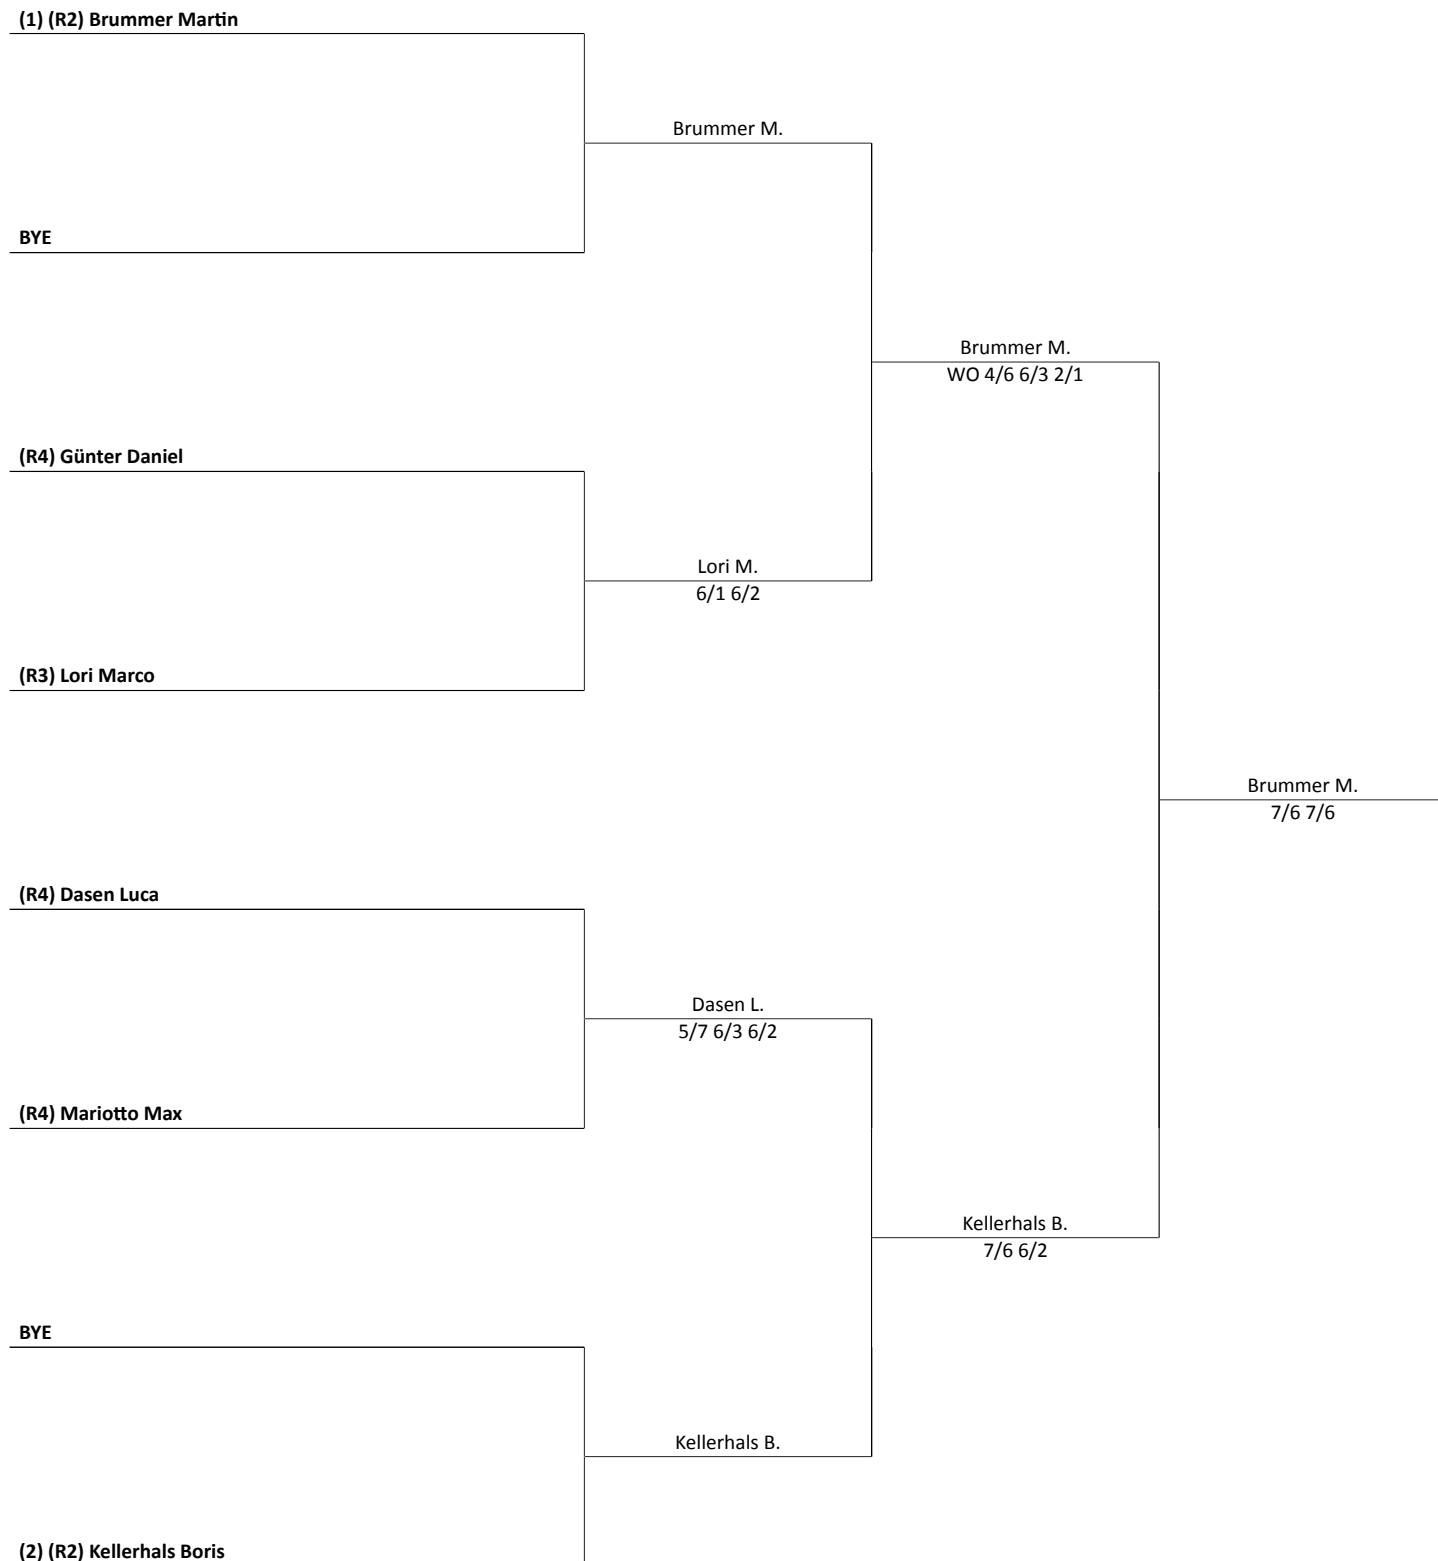 (1) (R2) Brummer Martin
Brummer M.
BYE
Brummer M.
WO 4/6 6/3 2/1
(R4) Günter Daniel
Lori M.
6/1 6/2
(R3) Lori Marco
Brummer M.
7/6 7/6
(R4) Dasen Luca
Dasen L.
5/7 6/3 6/2
(R4) Mariotto Max
Kellerhals B.
7/6 6/2
BYE
Kellerhals B.
(2) (R2) Kellerhals Boris